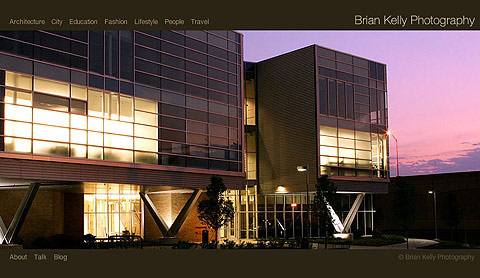 Architecture City Education Fashion Lifestyle People Travel Brian Kelly Photography
About Talk Blog © Brian Kelly Photography